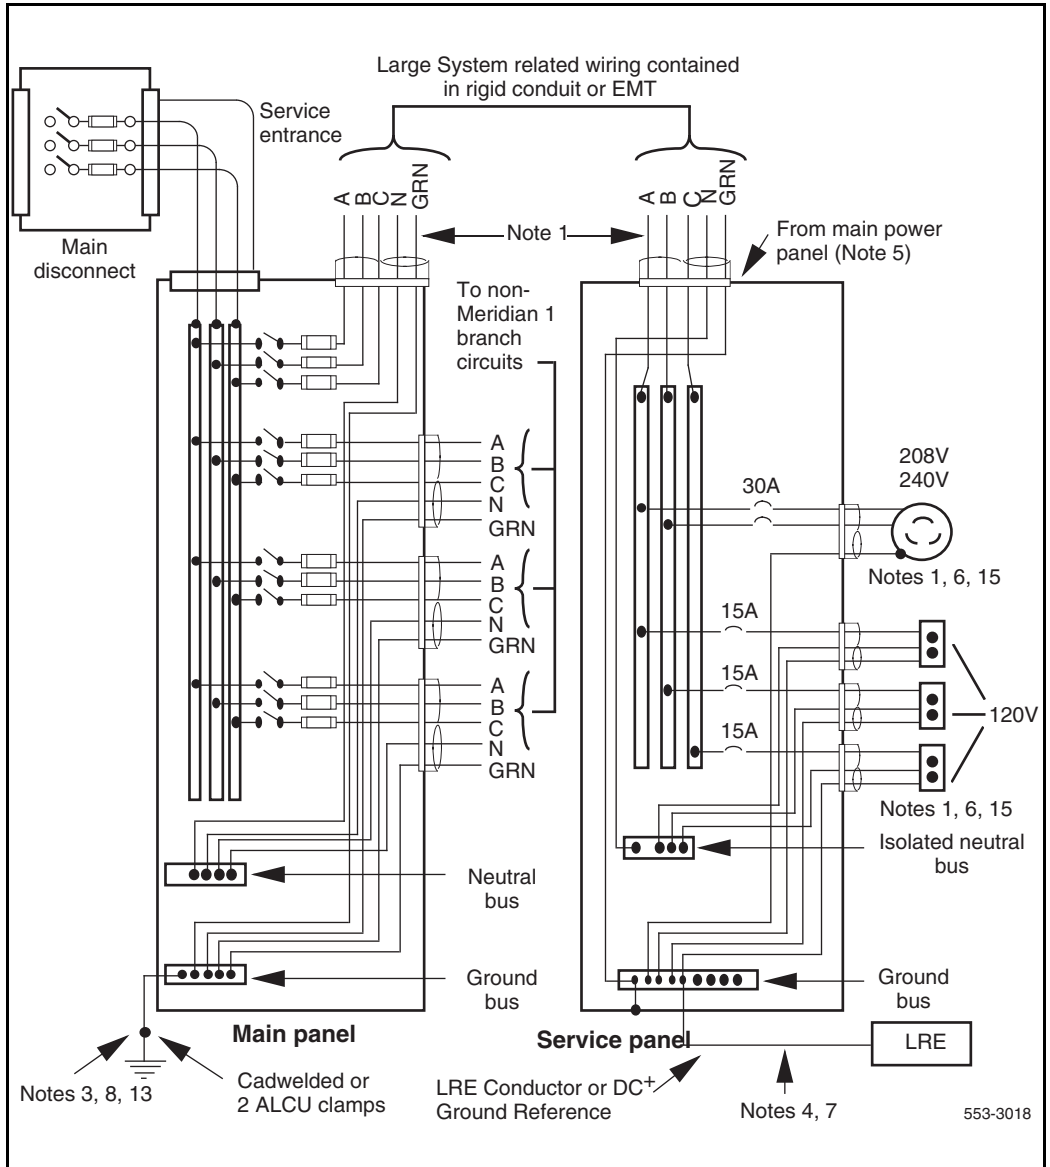 Large System related wiring contained
in rigid conduit or EMT
Service
entrance
A
B
C
N
GRN
A
B
C
N
GRN
Main
disconnect
Note 1
From main power
panel (Note 5)
To non-
Meridian 1
branch
circuits
A
B
C
N
GRN
A
B
C
N
GRN
A
B
C
N
GRN
30A
208V
240V
Notes 1, 6, 15
15A
15A
15A
120V
Notes 1, 6, 15
Isolated neutral
bus
Neutral
bus
Ground
bus
Ground
bus
Main panel
Service panel
LRE
Notes 3, 8, 13
Cadwelded or
2 ALCU clamps
LRE Conductor or DC+
Ground Reference
Notes 4, 7
553-3018